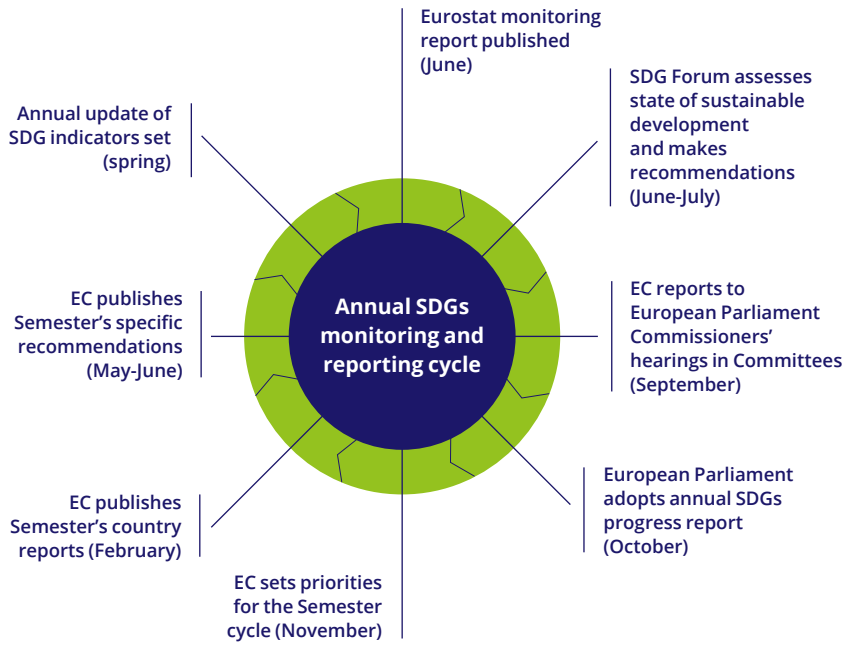 Eurostat monitoring
report published
(June)
SDG Forum assesses
state of sustainable
development
and makes
recommendations
(June-July)
EC reports to
European Parliament
Commissioners’
hearings in Committees
(September)
European Parliament
adopts annual SDGs
progress report
(October)
EC sets priorities
for the Semester
cycle (November)
EC publishes
Semester’s country
reports (February)
EC publishes
Semester’s specific
recommendations
(May-June)
Annual update of
SDG indicators set
(spring)
Annual SDGs
monitoring and
reporting cycle